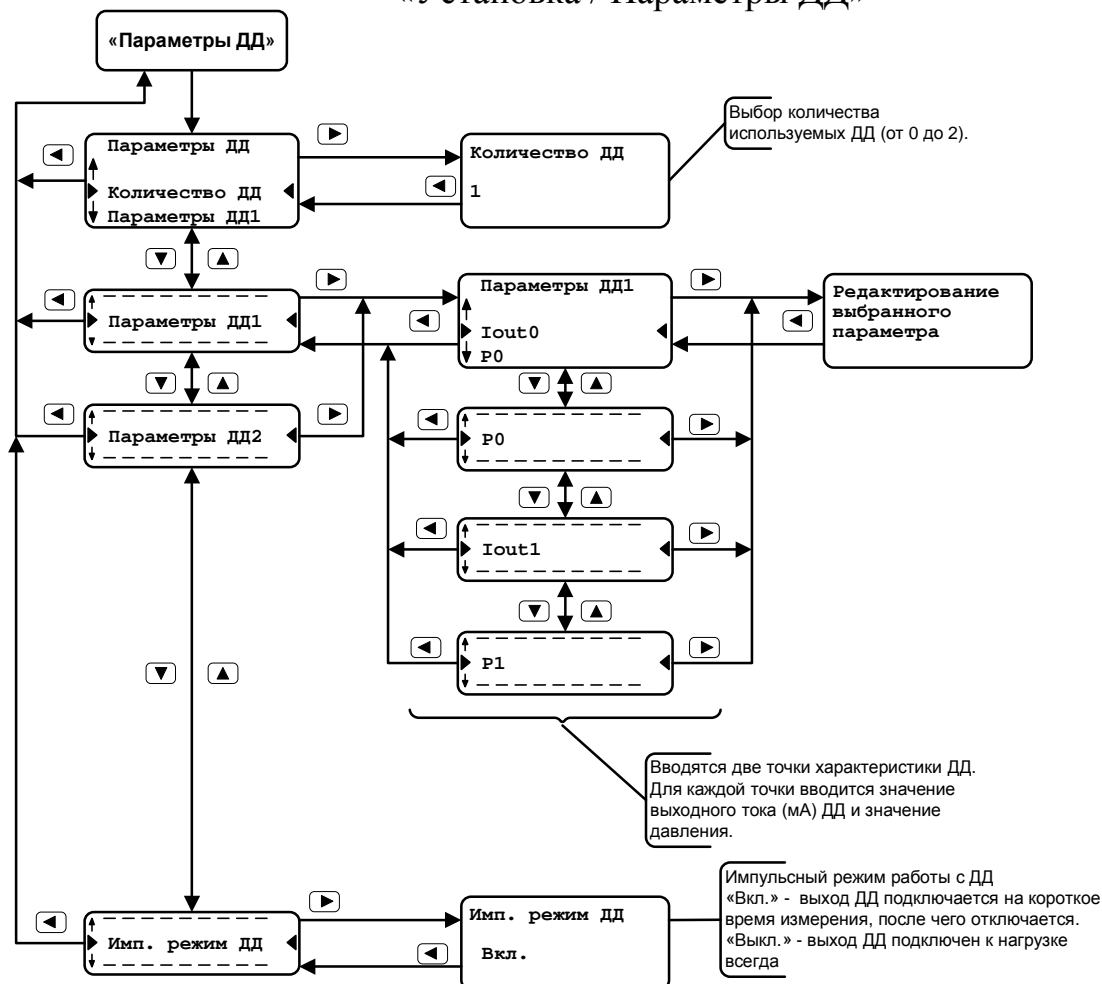 «Установка / Параметры ДД»
«Параметры ДД»
Параметры ДД
Количество ДД
Параметры ДД1
Количество ДД
1
Выбор количества
используемых ДД (от 0 до 2).
Параметры ДД1
Параметры ДД1
Iout0
P0
Редактирование
выбранного
параметра
Параметры ДД2
P0
Iout1
P1
Вводятся две точки характеристики ДД.
Для каждой точки вводится значение
выходного тока (мА) ДД и значение
давления.
Имп. режим ДД
Имп. режим ДД
Вкл.
Импульсный режим работы с ДД
«Вкл.» - выход ДД подключается на короткое
время измерения, после чего отключается.
«Выкл.» - выход ДД подключен к нагрузке
всегда